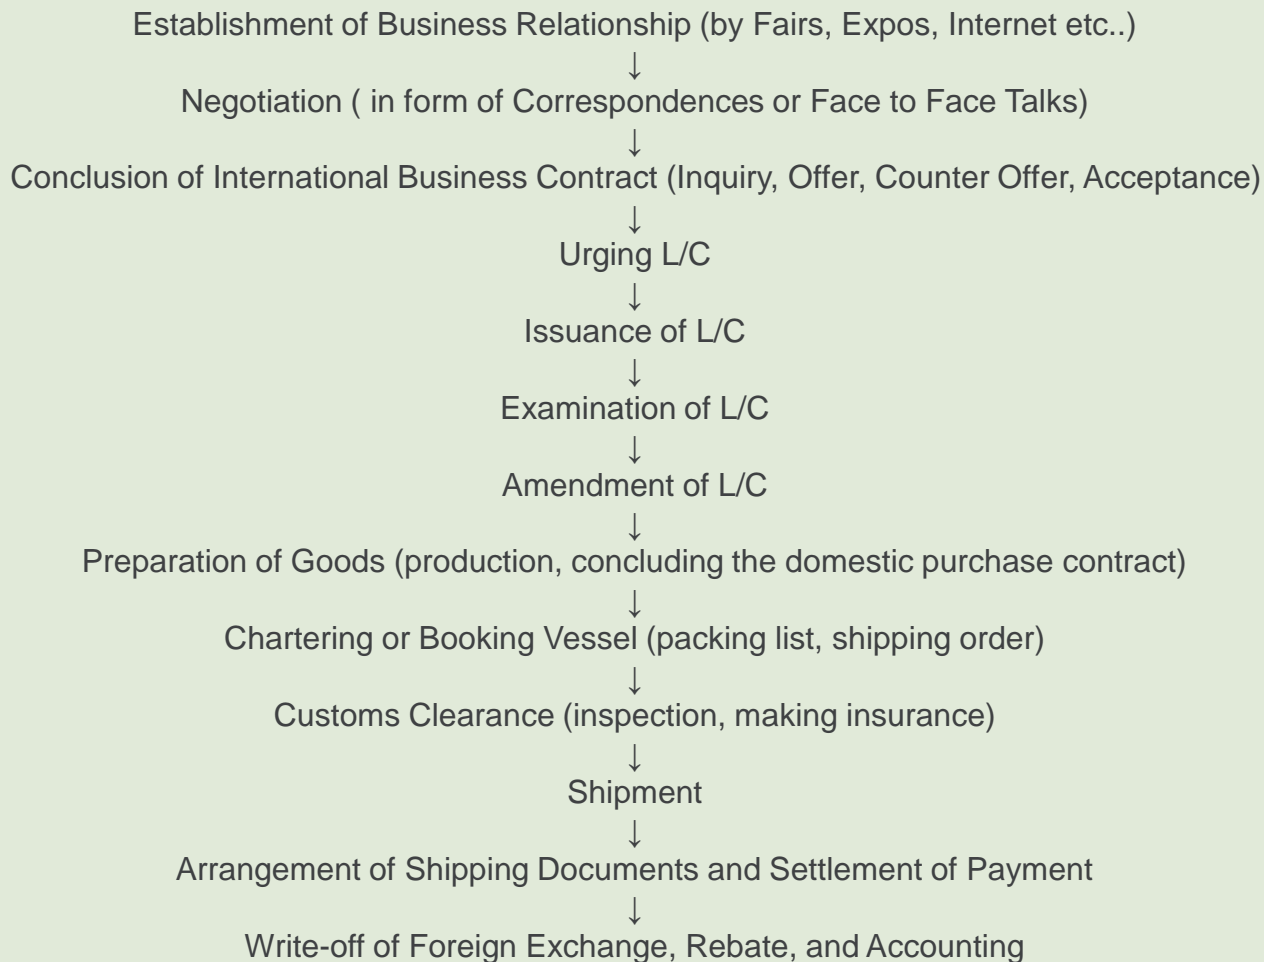 Establishment of Business Relationship (by Fairs, Expos, Internet etc..)
↓
Negotiation ( in form of Correspondences or Face to Face Talks)
↓
Conclusion of International Business Contract (Inquiry, Offer, Counter Offer, Acceptance)
↓
Urging L/C
↓
Issuance of L/C
↓
Examination of L/C
↓
Amendment of L/C
↓
Preparation of Goods (production, concluding the domestic purchase contract)
↓
Chartering or Booking Vessel (packing list, shipping order)
↓
Customs Clearance (inspection, making insurance)
↓
Shipment
↓
Arrangement of Shipping Documents and Settlement of Payment
↓
Write-off of Foreign Exchange, Rebate, and Accounting